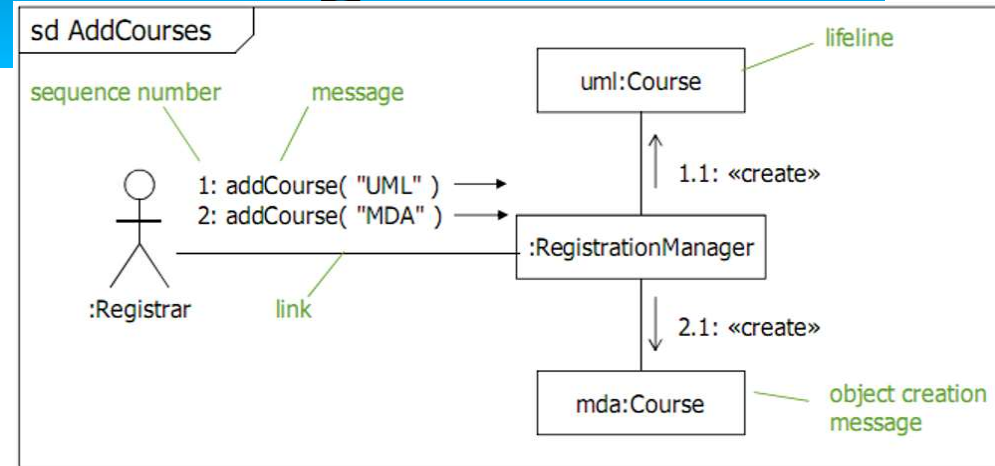 sd AddCourses
lifeline
sequence number
message
uml:Course
1: addCourse( "UML" )
1.1: «create»
2: addCourse( "MDA" )
:RegistrationManager
:Registrar
link
2.1: «create»
mda:Course
object creation
message